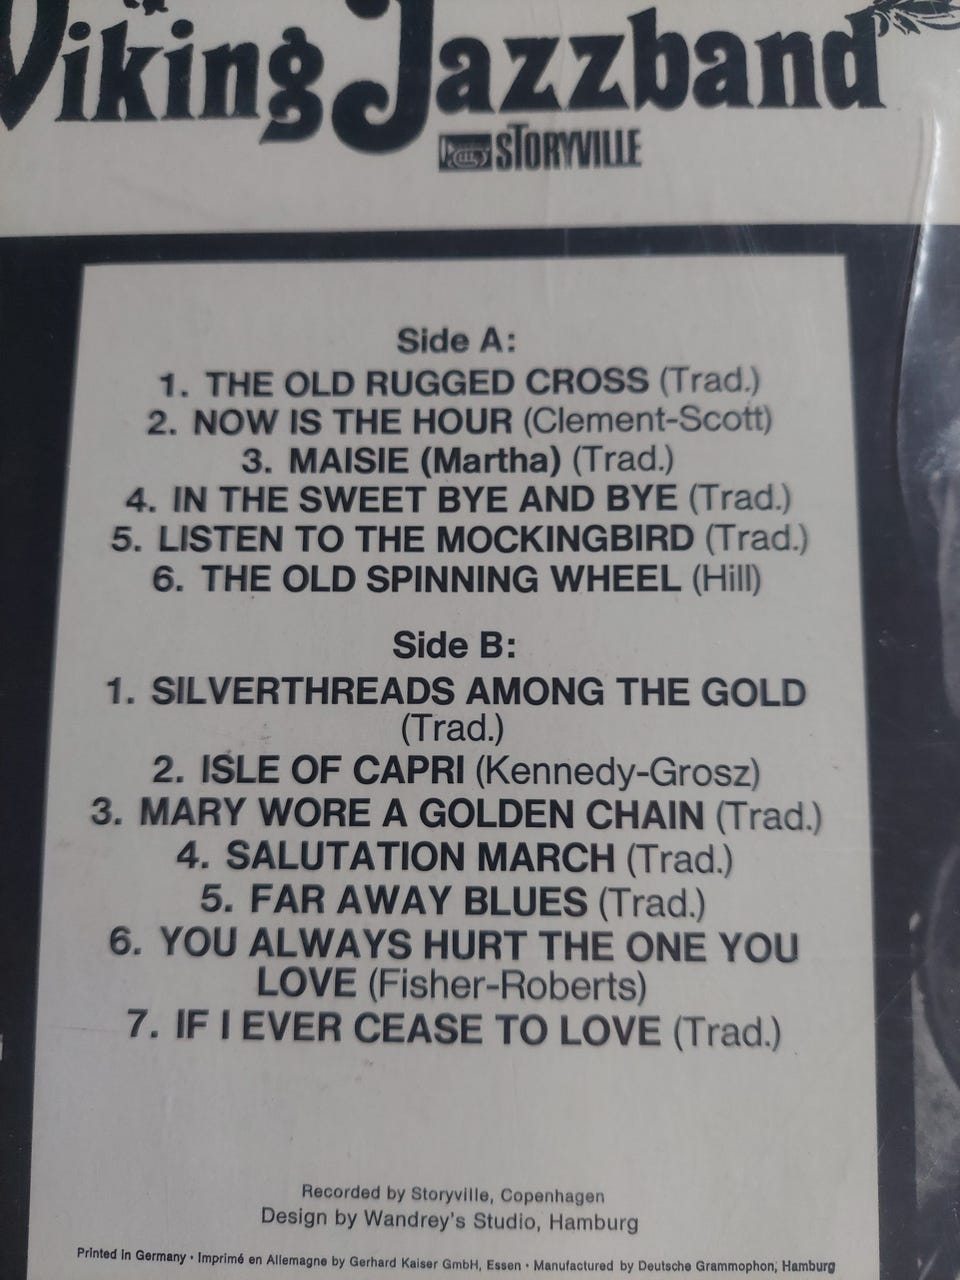 Viking Jazzband
STORYVILLE
Side A:
1. THE OLD RUGGED CROSS (Trad.)
2. NOW IS THE HOUR (Clement-Scott)
3. MAISIE (Martha) (Trad.)
4. IN THE SWEET BYE AND BYE (Trad.)
5. LISTEN TO THE MOCKINGBIRD (Trad.)
6. THE OLD SPINNING WHEEL (Hill)
Side B:
1. SILVERTHREADS AMONG THE GOLD
(Trad.)
2. ISLE OF CAPRI (Kennedy-Grosz)
3. MARY WORE A GOLDEN CHAIN (Trad.)
4. SALUTATION MARCH (Trad.)
5. FAR AWAY BLUES (Trad.)
6. YOU ALWAYS HURT THE ONE YOU
LOVE (Fisher-Roberts)
7. IF I EVER CEASE TO LOVE (Trad.)
Recorded by Storyville, Copenhagen
Design by Wandrey's Studio, Hamburg
Printed in Germany · Imprimé en Allemagne by Gerhard Kaiser GmbH, Essen · Manufactured by Deutsche Grammophon, Hamburg